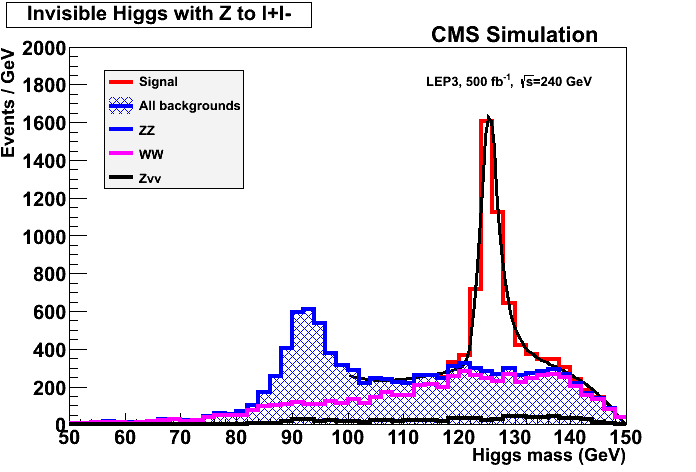 Invisible Higgs with Z to l+l-
CMS Simulation
Events / GeV
2000
1800
1600
1400
1200
1000
800
600
400
200
0
LEP3, 500 fb-1, √s=240 GeV
Signal
All backgrounds
ZZ
WW
Zνν
50 60 70 80 90 100 110 120 130 140 150
Higgs mass (GeV)